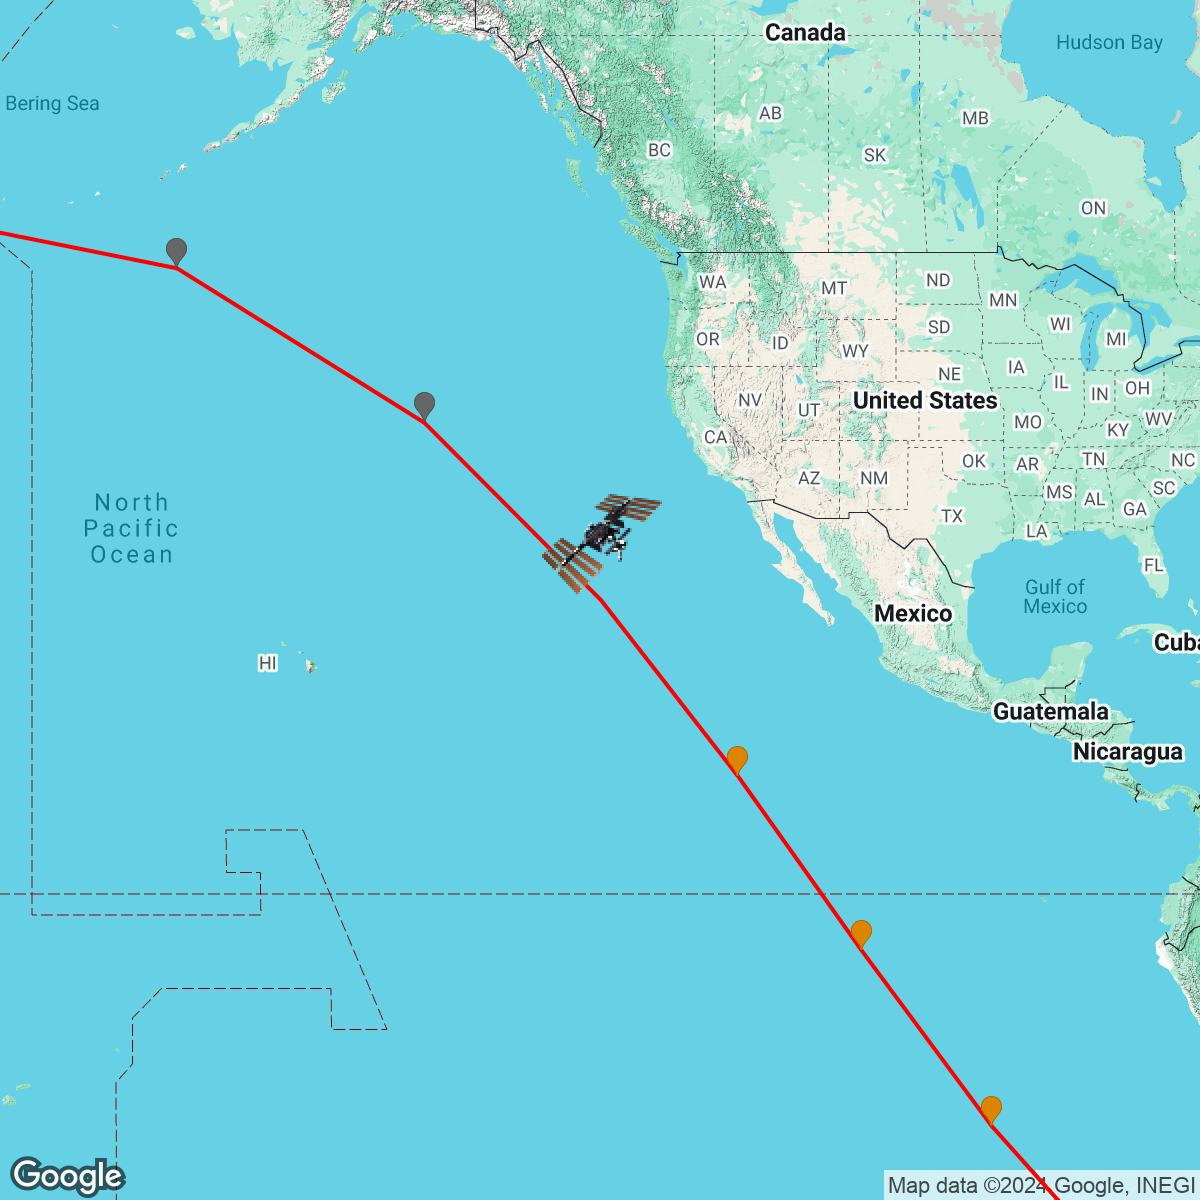 Canada
Hudson Bay
Bering Sea
AB
MB
BC
SK
ON
WA
MT
ND
MN
OR
ID
SD
WI
MI
WY
NE
IA
IL
IN
OH
NV
UT
United States
MO
WV
KY
CA
AZ
NM
OK
AR
TN
NC
MS
AL
SC
GA
TX
LA
FL
North
Pacific
Ocean
Gulf of
Mexico
Mexico
Cuba
HI
Guatemala
Nicaragua
Google
Map data ©2024 Google, INEGI